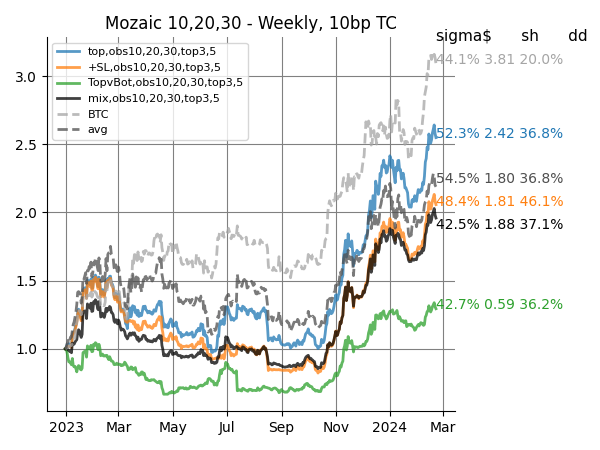 Mozaic 10,20,30 - Weekly, 10bp TC
sigma$ sh dd
top,obs10,20,30,top3,5
+SL,obs10,20,30,top3,5
TopvBot,obs10,20,30,top3,5
mix,obs10,20,30,top3,5
BTC
avg
44.1% 3.81 20.0%
52.3% 2.42 36.8%
54.5% 1.80 36.8%
48.4% 1.81 46.1%
42.5% 1.88 37.1%
42.7% 0.59 36.2%
3.0
2.5
2.0
1.5
1.0
2023 Mar May Jul Sep Nov 2024 Mar